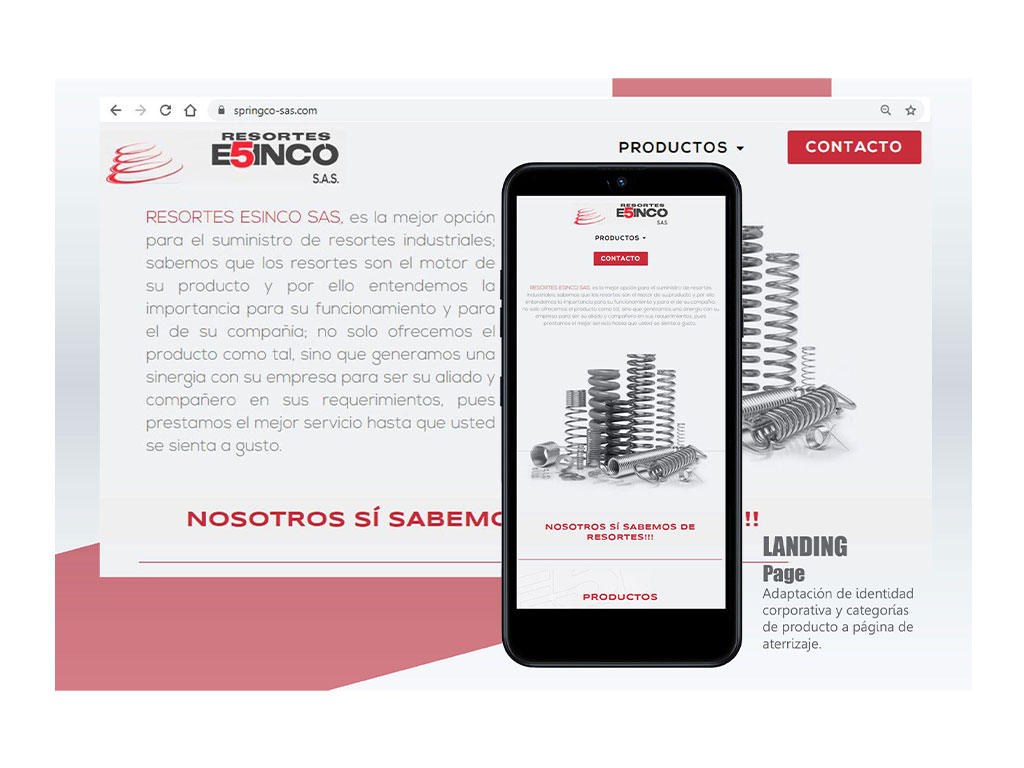 springco-sas.com
RESORTES
E5INCO
S.A.S.
PRODUCTOS
CONTACTO
RESORTES ESINCO SAS, es la mejor opción
para el suministro de resortes industriales;
sabemos que los resortes son el motor de
su producto y por ello entendemos la
importancia para su funcionamiento y para
el de su compañia; no solo ofrecemos el
producto como tal, sino que generamos una
sinergia con su empresa para ser su aliado y
compañero en sus requerimientos, pues
prestamos el mejor servicio hasta que usted
se sienta a gusto.
NOSOTROS SÍ SABEMO !!
RESORTES
E5INCO
SAS
PRODUCTOS
CONTACTO
RESORTES ESINCO SAS, es la mejor opción para el suministro de resortes
industriales; sabemos que los resortes son el motor de su producto y por ello
entendemos la importancia para su funcionamiento y para el de su compañia;
no solo ofrecemos el producto como tal, sino que generamos una sinergia con su
empresa para ser su aliado y compañero en sus requerimientos, pues
prestamos el mejor servicio hasta que usted se sienta a gusto.
NOSOTROS SÍ SABEMOS DE
RESORTES!!!
PRODUCTOS
LANDING
Page
Adaptación de identidad
corporativa y categorías
de producto a página de
aterrizaje.